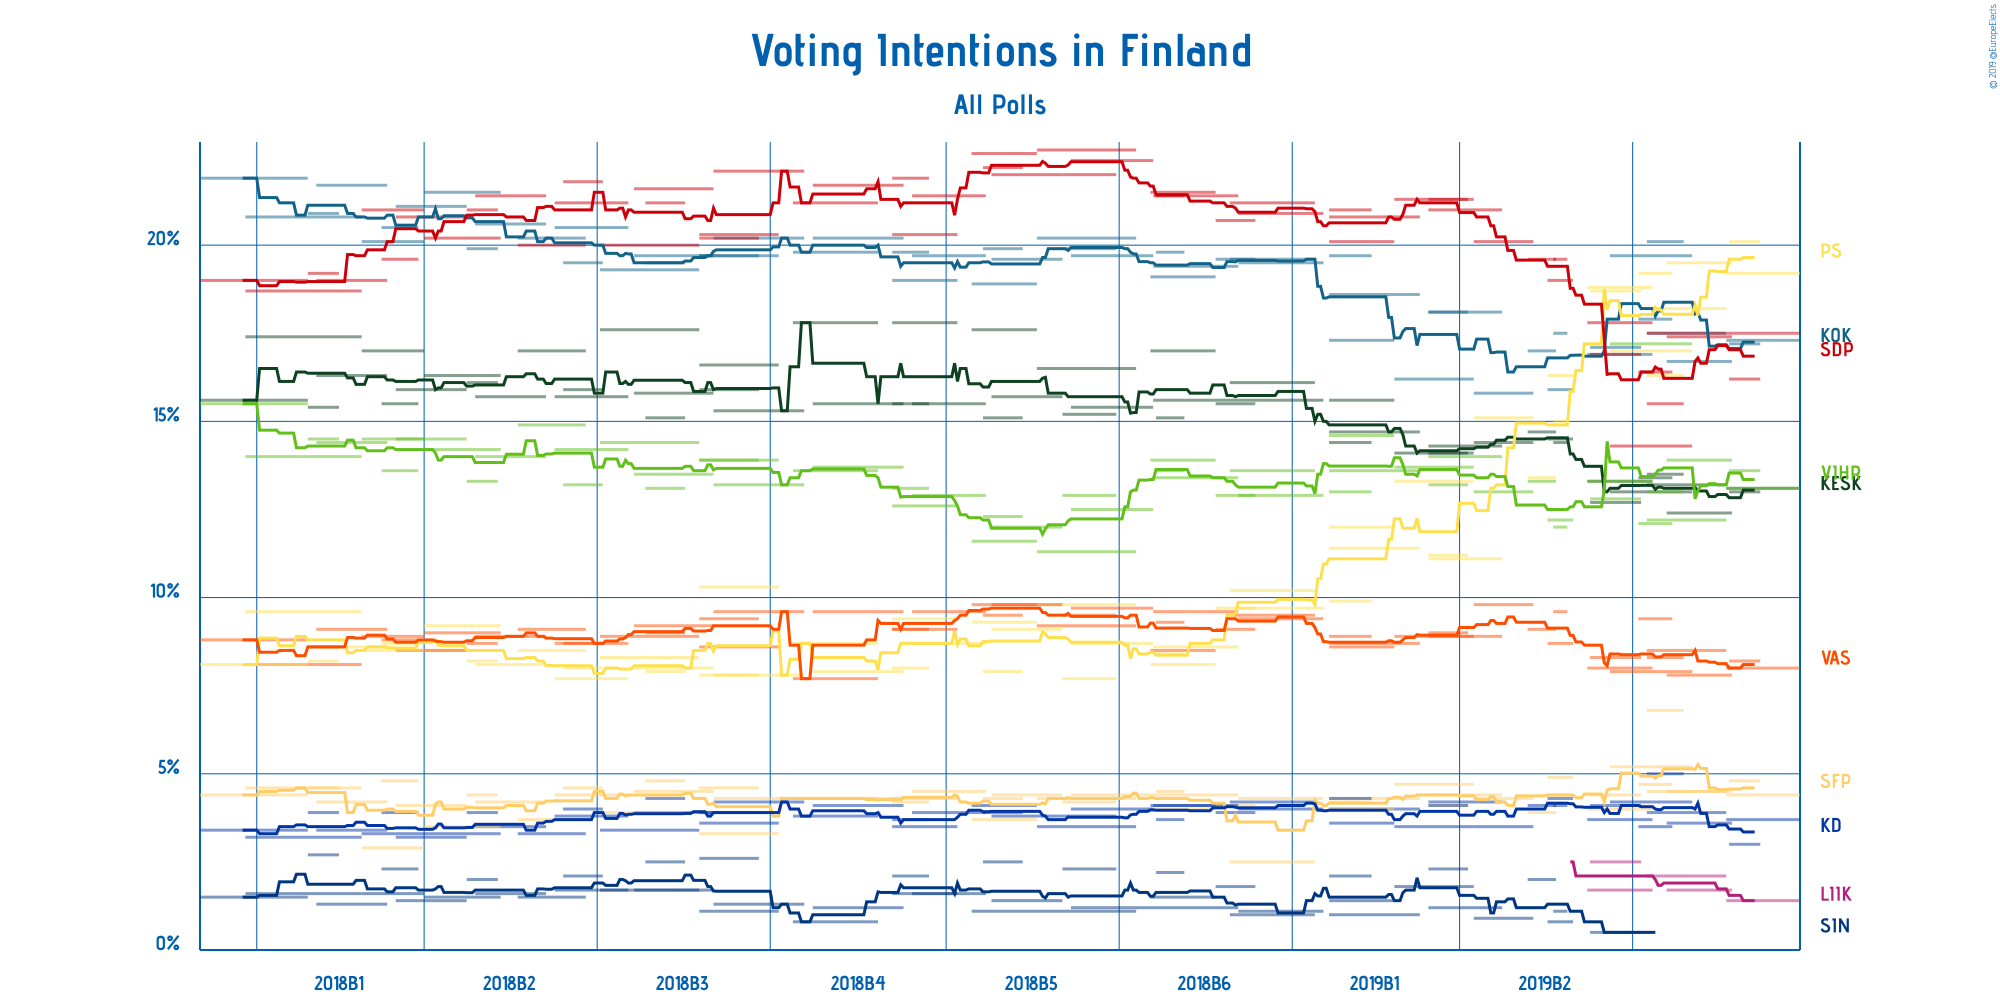 Voting Intentions in Finland
All Polls
© 2019 @EuropeElects
20%
15%
10%
5%
0%
PS
KOK
SDP
VIHR
KESK
VAS
SFP
KD
LIIK
SIN
2018B1
2018B2
2018B3
2018B4
2018B5
2018B6
2019B1
2019B2